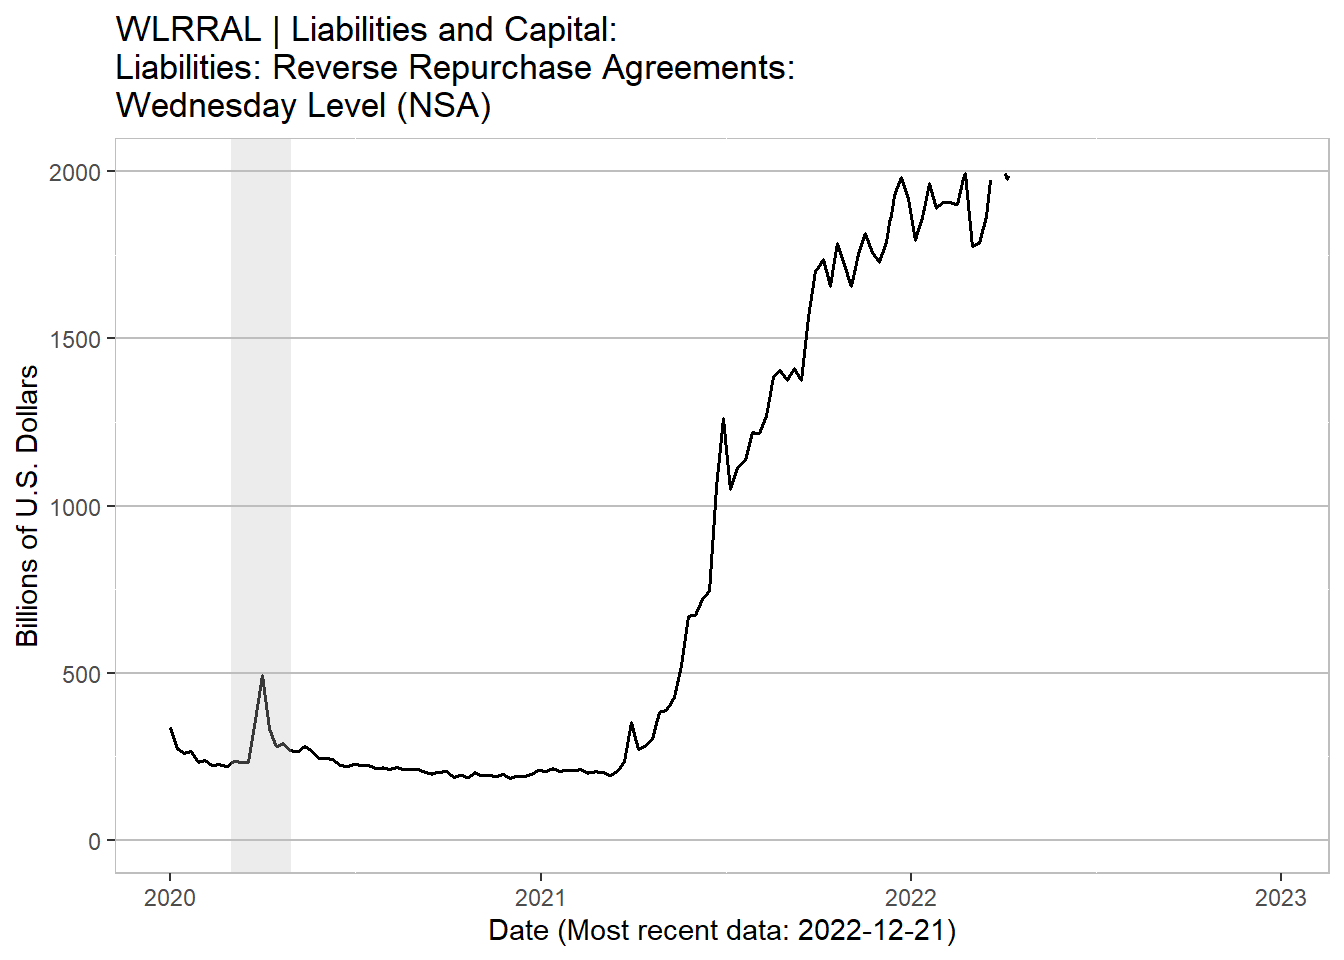 WLRRAL | Liabilities and Capital:
Liabilities: Reverse Repurchase Agreements:
Wednesday Level (NSA)
2000
1500
1000
500
0
Billions of U.S. Dollars
2020
2021
2022
2023
Date (Most recent data: 2022-12-21)